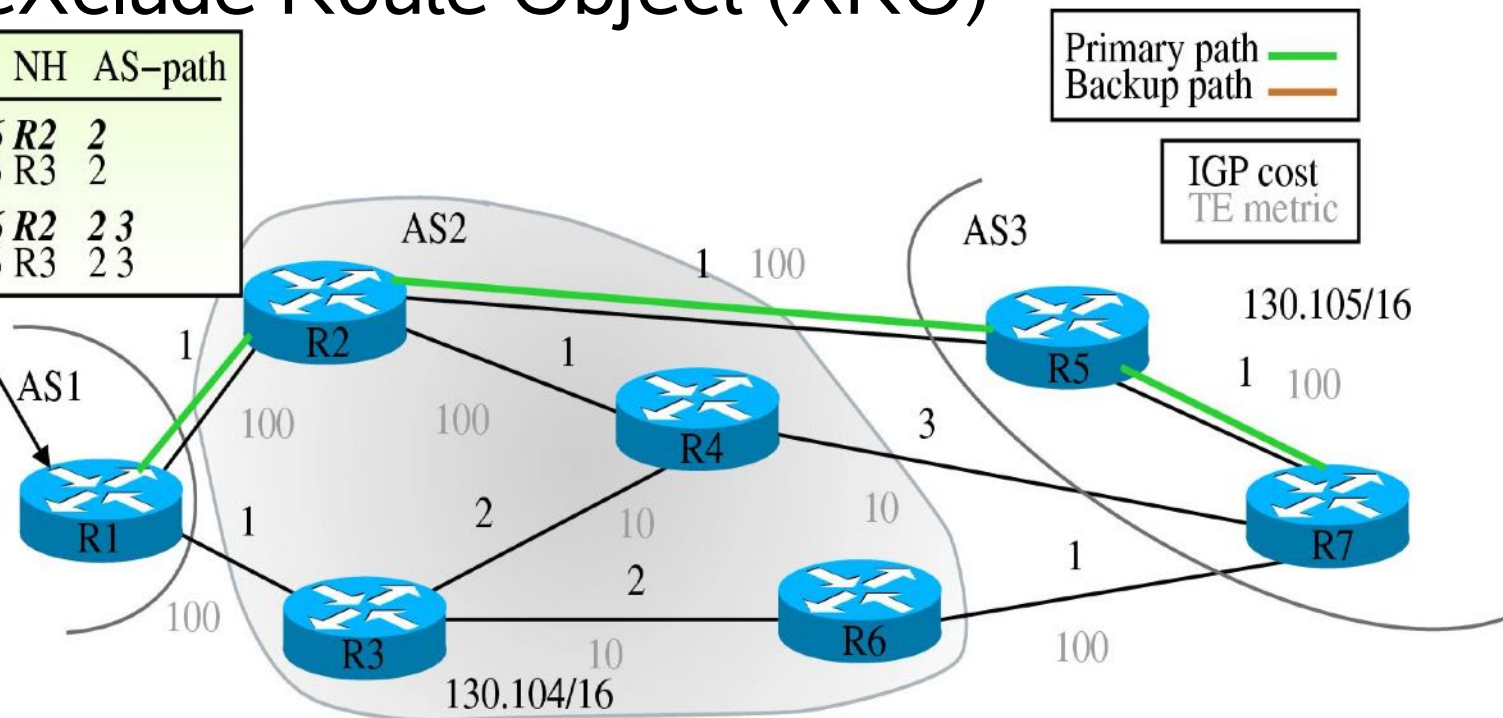 eXclude Route Object (XRO)
NH AS-path
R2 2
R3 2
R2 2 3
R3 2 3
Primary path
Backup path
IGP cost
TE metric
AS2
AS3
1 100
130.105/16
R2
1
1
R5
1 100
AS1
100
100
R4
3
R1
1
2
10
10
R7
2
1
100
R3
10
R6
100
130.104/16